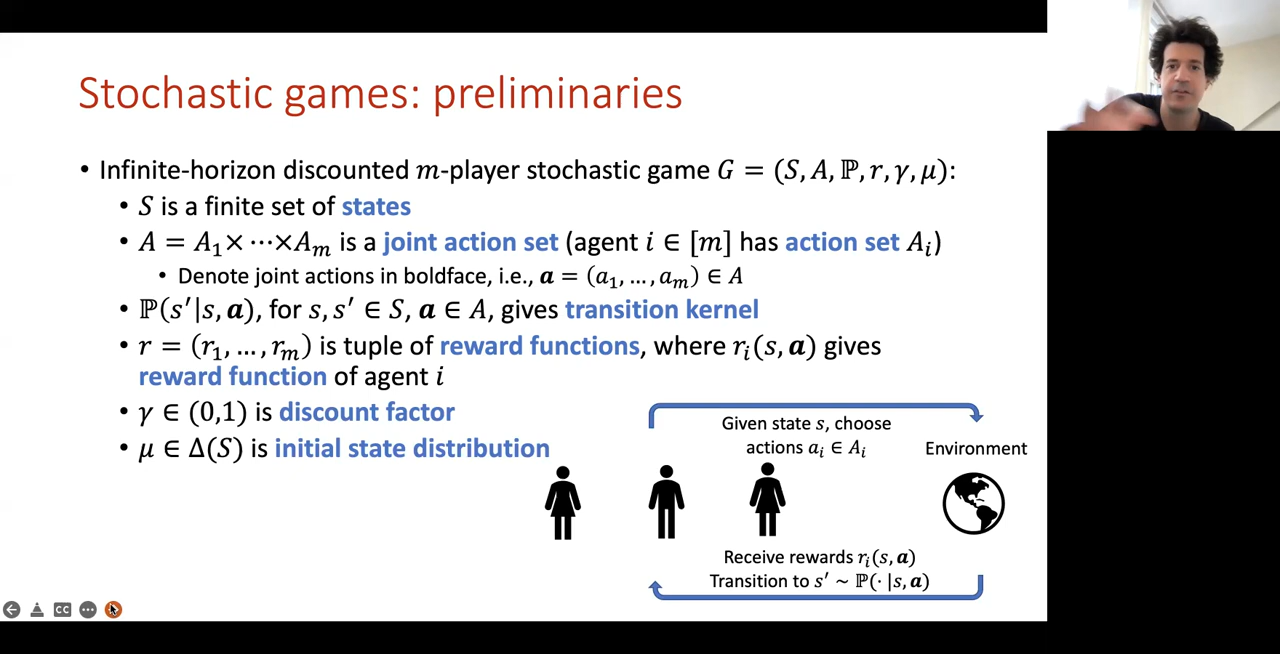 Stochastic games: preliminaries
• Infinite-horizon discounted m-player stochastic game G = (S, A, ℙ, r, γ, μ):
• S is a finite set of states
• A = A₁× ⋯×Aₘ is a joint action set (agent i ∈ [m] has action set Aᵢ)
• Denote joint actions in boldface, i.e., a = (a₁, …, aₘ) ∈ A
• ℙ(s′|s, a), for s, s′ ∈ S, a ∈ A, gives transition kernel
• r = (r₁, …, rₘ) is tuple of reward functions, where rᵢ(s, a) gives
reward function of agent i
• γ ∈ (0,1) is discount factor
• μ ∈ Δ(S) is initial state distribution
Given state s, choose
actions aᵢ ∈ Aᵢ
Environment
Receive rewards rᵢ(s, a)
Transition to s′ ~ ℙ(· |s, a)
CC